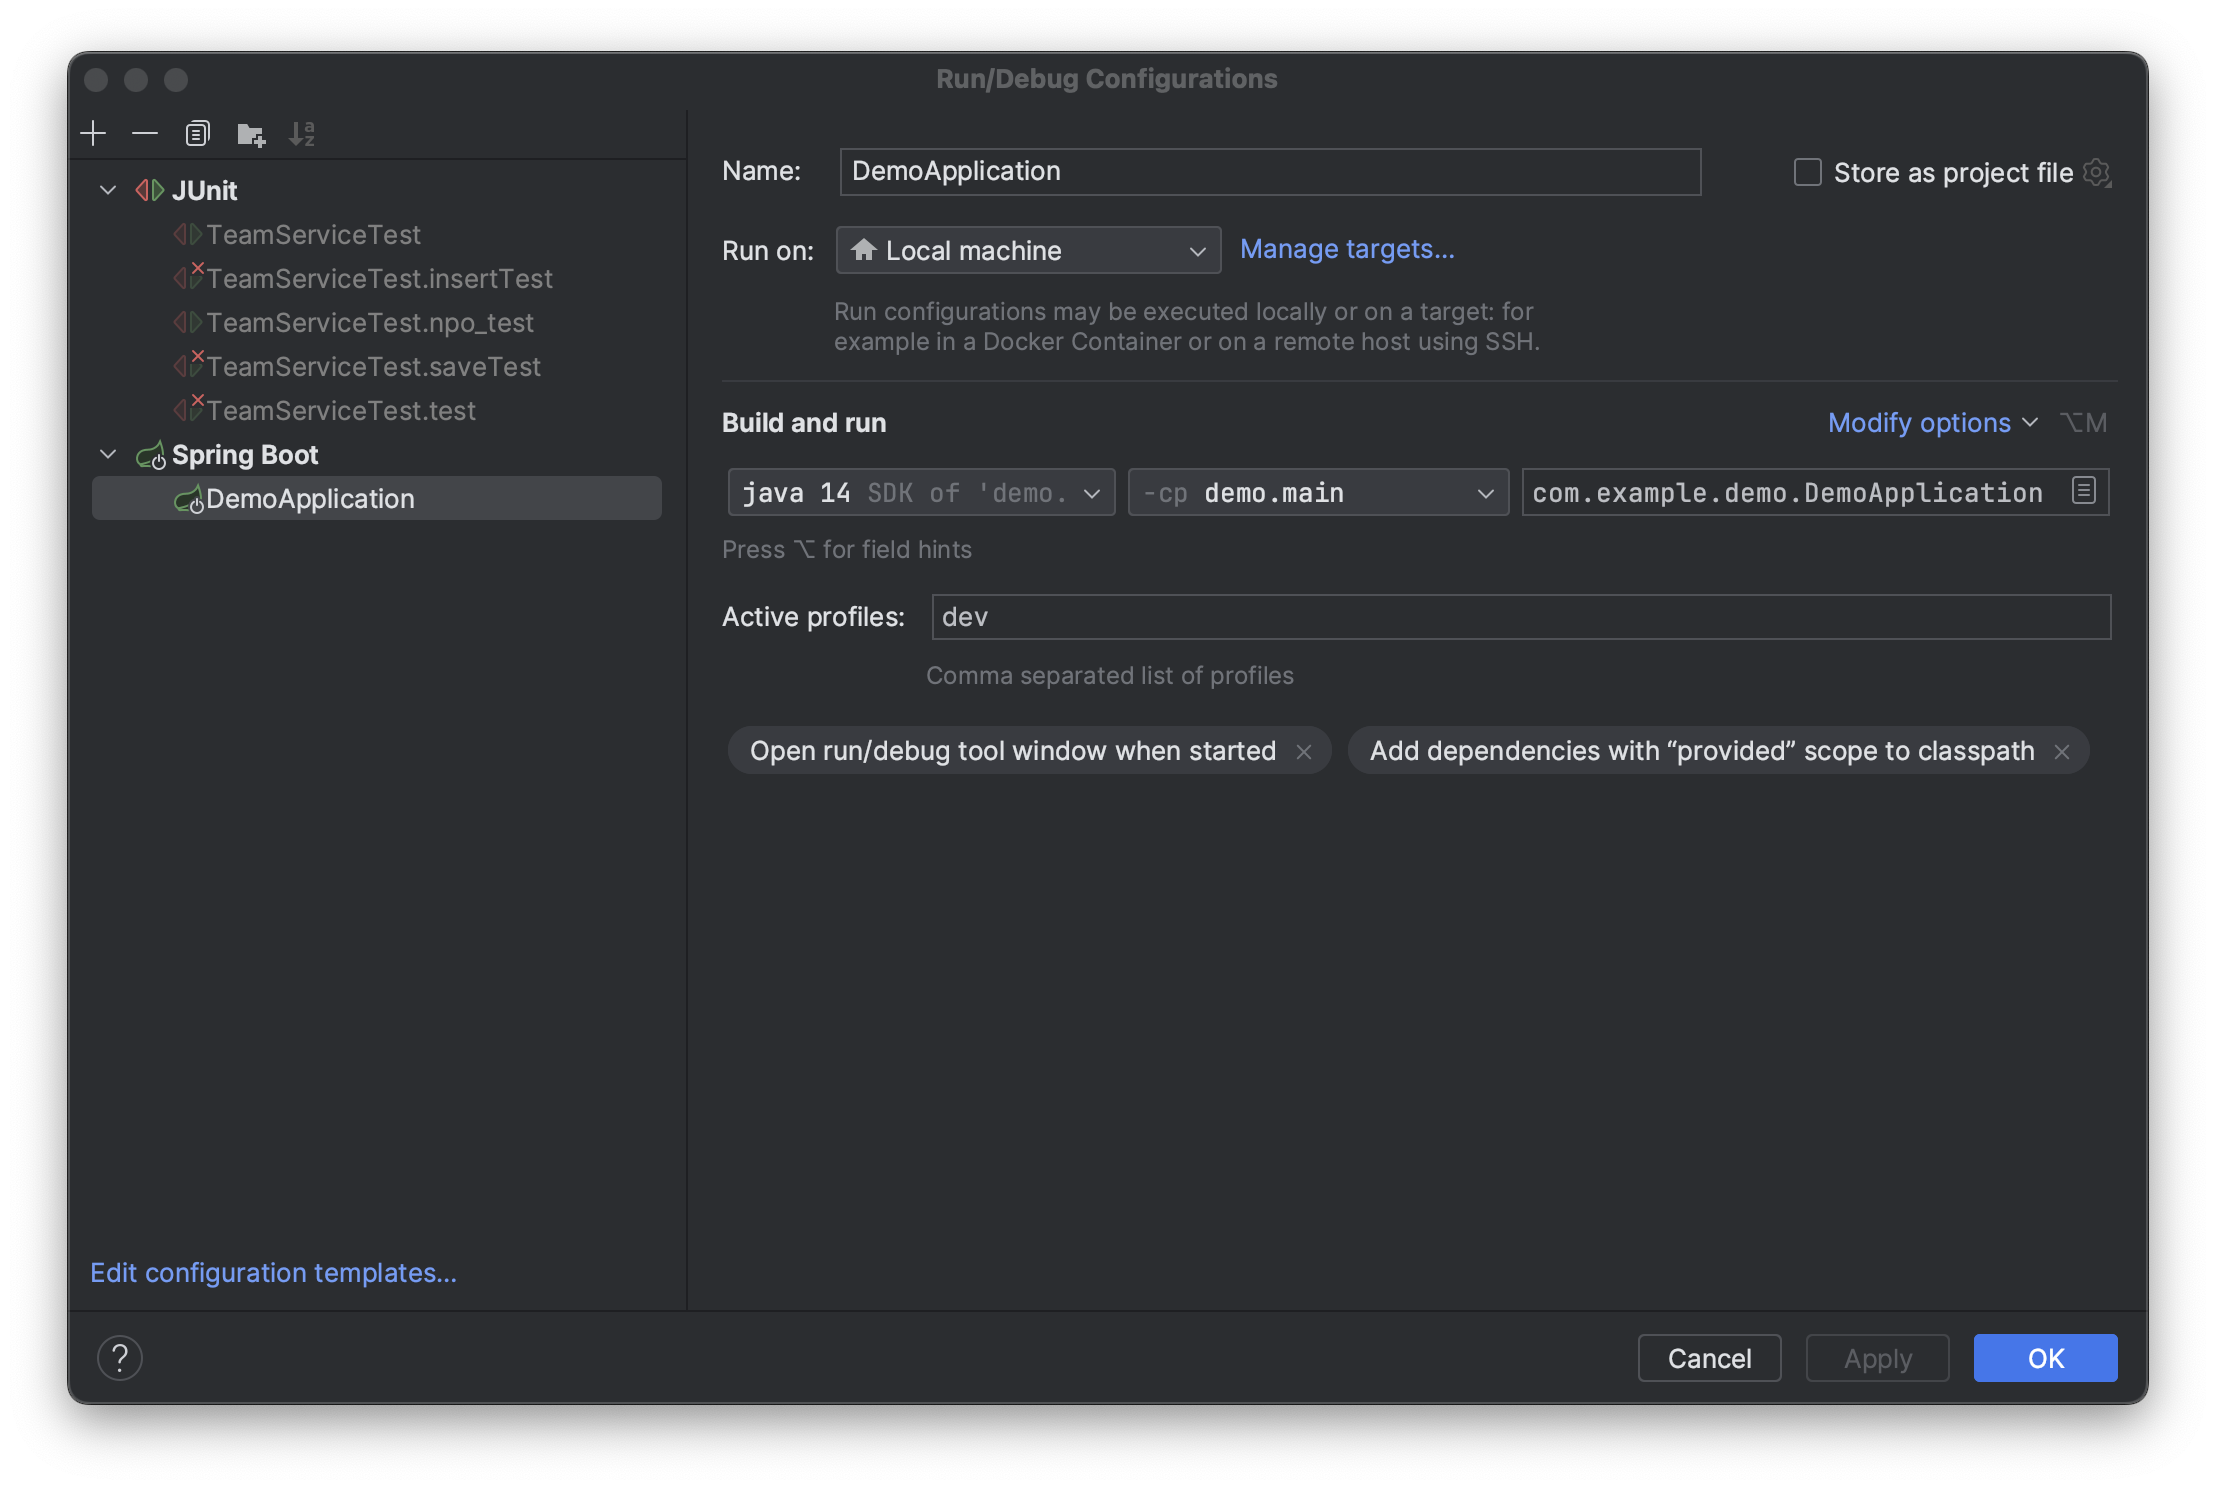 Run/Debug Configurations
JUnit
TeamServiceTest
TeamServiceTest.insertTest
TeamServiceTest.npo_test
TeamServiceTest.saveTest
TeamServiceTest.test
Spring Boot
DemoApplication
Edit configuration templates...
Name: DemoApplication Store as project file
Run on: Local machine Manage targets...
Run configurations may be executed locally or on a target: for
example in a Docker Container or on a remote host using SSH.
Build and run Modify options ⌥M
java 14 SDK of 'demo. -cp demo.main com.example.demo.DemoApplication
Press ⌥ for field hints
Active profiles: dev
Comma separated list of profiles
Open run/debug tool window when started Add dependencies with “provided” scope to classpath
? Cancel Apply OK